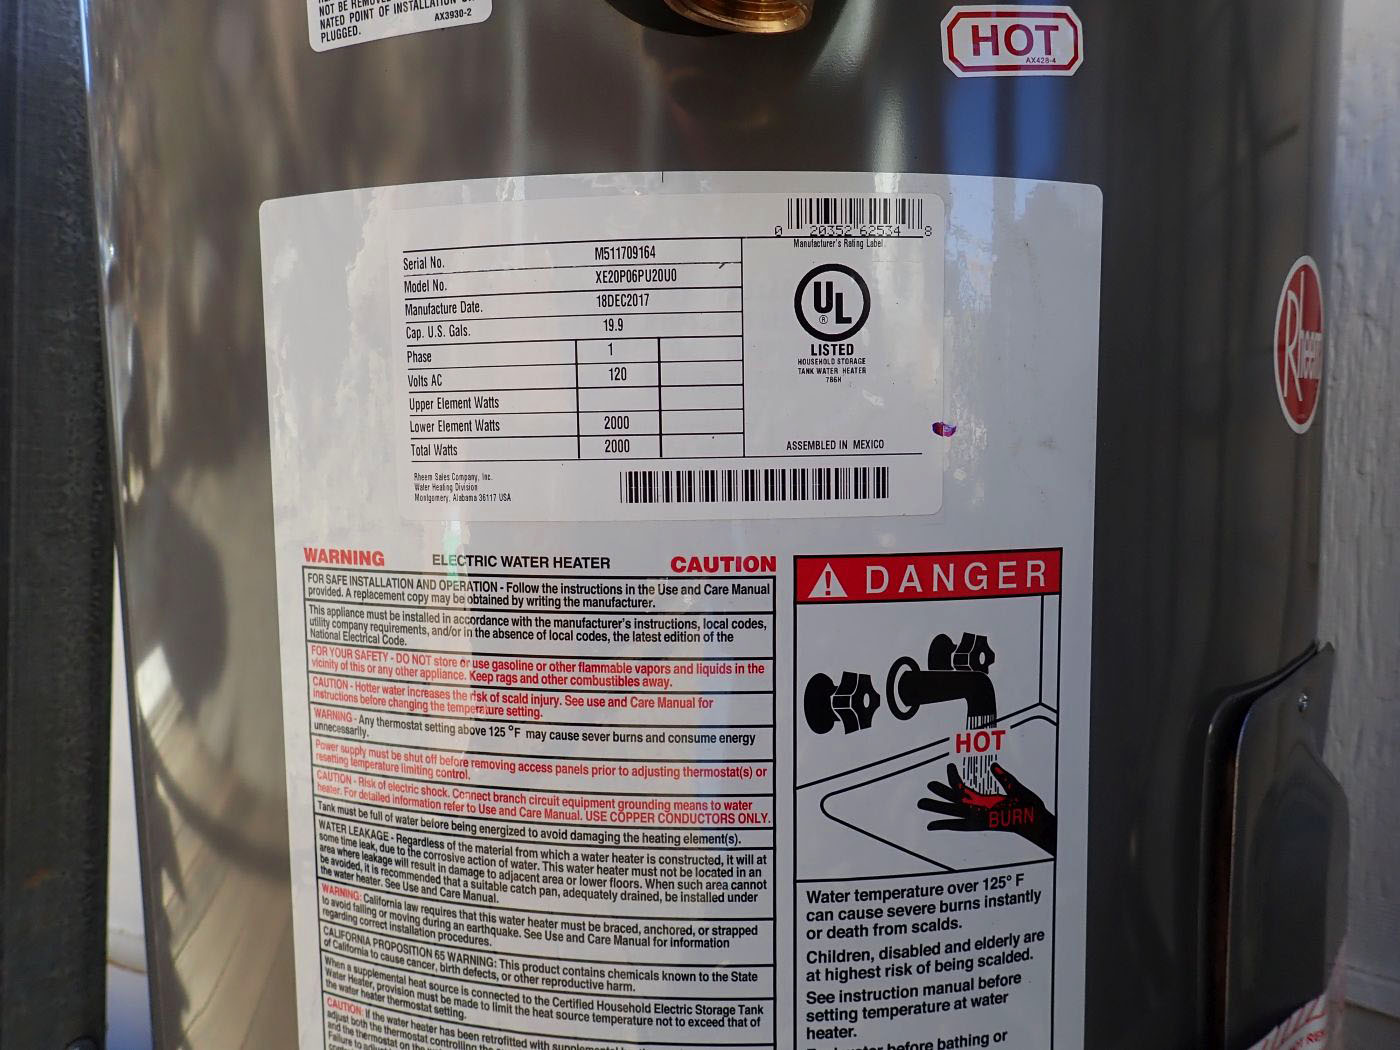 NOT BE REMOVED
NATED POINT OF INSTALLATION
PLUGGED.
AX3930-2
HOT
AX428-4
0 20352 62534 8
Manufacturer's Rating Label
Serial No. M511709164
Model No. XE20P06PU20U0
Manufacture Date. 18DEC2017
Cap. U.S. Gals. 19.9
Phase 1
Volts AC 120
Upper Element Watts
Lower Element Watts 2000
Total Watts 2000
UL
®
LISTED
HOUSEHOLD STORAGE
TANK WATER HEATER
786H
ASSEMBLED IN MEXICO
Rheem Sales Company, Inc.
Water Heating Division
Montgomery, Alabama 36117 USA
Rheem
WARNING ELECTRIC WATER HEATER CAUTION
FOR SAFE INSTALLATION AND OPERATION - Follow the instructions in the Use and Care Manual
provided. A replacement copy may be obtained by writing the manufacturer.
This appliance must be installed in accordance with the manufacturer's instructions, local codes,
utility company requirements, and/or in the absence of local codes, the latest edition of the
National Electrical Code.
FOR YOUR SAFETY - DO NOT store or use gasoline or other flammable vapors and liquids in the
vicinity of this or any other appliance. Keep rags and other combustibles away.
CAUTION - Hotter water increases the risk of scald injury. See use and Care Manual for
instructions before changing the temperature setting.
WARNING - Any thermostat setting above 125 °F may cause sever burns and consume energy
unnecessarily.
Power supply must be shut off before removing access panels prior to adjusting thermostat(s) or
resetting temperature limiting control.
CAUTION - Risk of electric shock. Connect branch circuit equipment grounding means to water
heater. For detailed information refer to Use and Care Manual. USE COPPER CONDUCTORS ONLY.
Tank must be full of water before being energized to avoid damaging the heating element(s).
WATER LEAKAGE - Regardless of the material from which a water heater is constructed, it will at
some time leak, due to the corrosive action of water. This water heater must not be located in an
area where leakage will result in damage to adjacent area or lower floors. When such area cannot
be avoided, it is recommended that a suitable catch pan, adequately drained, be installed under
the water heater. See Use and Care Manual.
WARNING: California law requires that this water heater must be braced, anchored, or strapped
to avoid falling or moving during an earthquake. See Use and Care Manual for information
regarding correct installation procedures.
CALIFORNIA PROPOSITION 65 WARNING: This product contains chemicals known to the State
of California to cause cancer, birth defects, or other reproductive harm.
When a supplemental heat source is connected to the Certified Household Electric Storage Tank
Water Heater, provision must be made to limit the heat source temperature not to exceed that of
the water heater thermostat setting.
CAUTION: If the water heater has been retrofitted with
adjust both the thermostat controlling the
and the thermostat on the
Failure to
DANGER
HOT
BURN
Water temperature over 125° F
can cause severe burns instantly
or death from scalds.
Children, disabled and elderly are
at highest risk of being scalded.
See instruction manual before
setting temperature at water
heater.
before bathing or